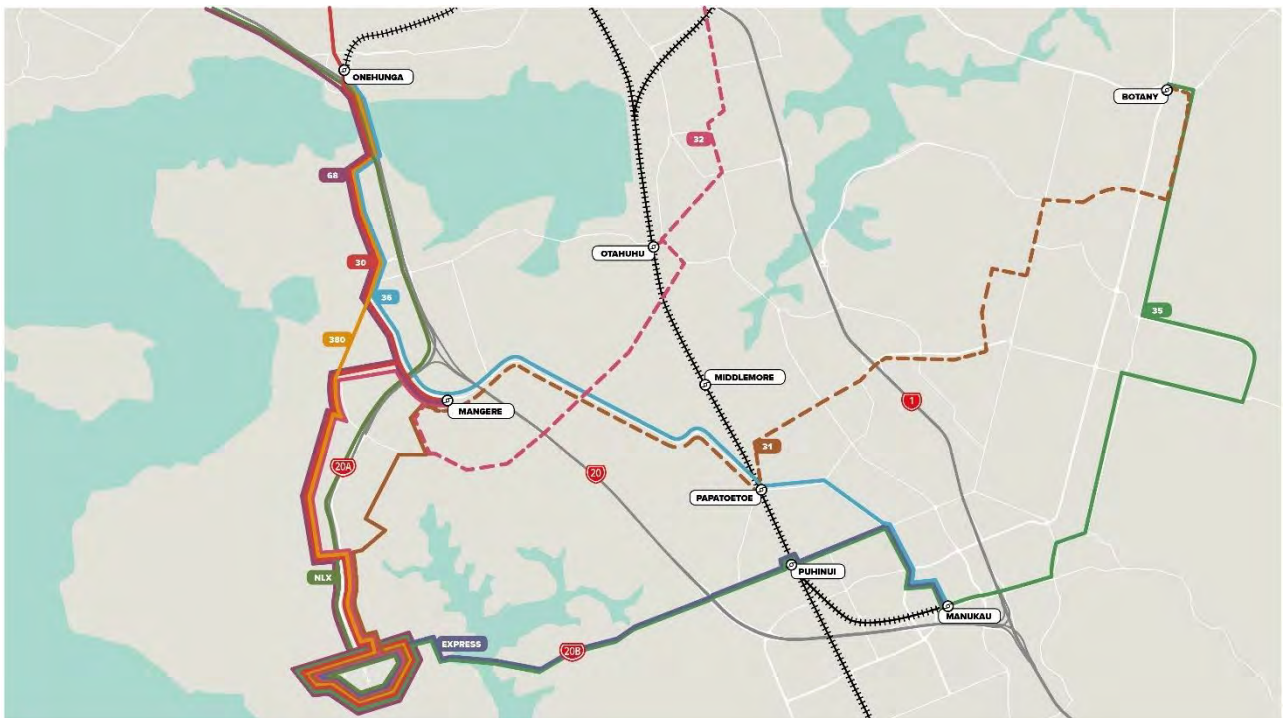 ONEHUNGA
BOTANY
32
68
OTAHUHU
30
36
35
380
MIDDLEMORE
MANGERE
1
31
20A
20
PAPATOETOE
PUHINUI
NLX
MANUKAU
EXPRESS
20B